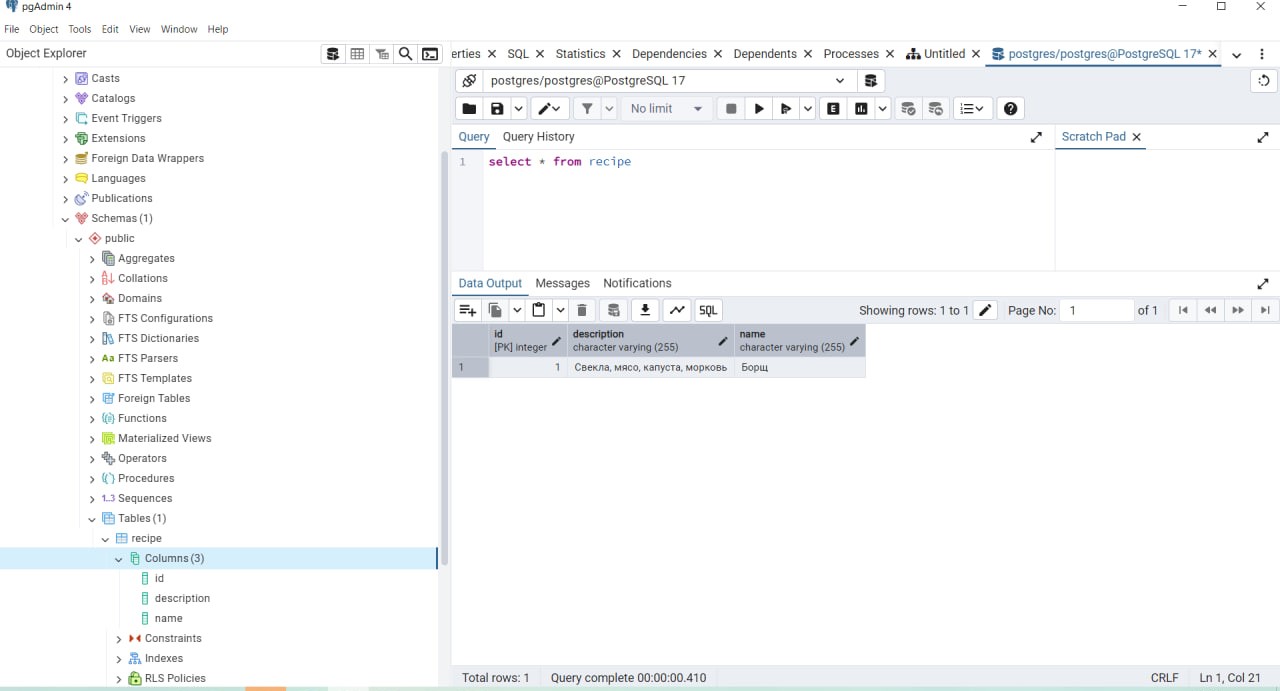 pgAdmin 4
File Object Tools Edit View Window Help
Object Explorer
erties SQL Statistics Dependencies Dependents Processes Untitled postgres/postgres@PostgreSQL 17*
postgres/postgres@PostgreSQL 17
No limit
E
Query Query History
Scratch Pad
1 select * from recipe
Data Output Messages Notifications
SQL Showing rows: 1 to 1 Page No: 1 of 1
id description name
[PK] integer character varying (255) character varying (255)
1 1 Свекла, мясо, капуста, морковь Борщ
Casts
Catalogs
Event Triggers
Extensions
Foreign Data Wrappers
Languages
Publications
Schemas (1)
public
Aggregates
Collations
Domains
FTS Configurations
FTS Dictionaries
Aa FTS Parsers
FTS Templates
Foreign Tables
Functions
Materialized Views
Operators
Procedures
1..3 Sequences
Tables (1)
recipe
Columns (3)
id
description
name
Constraints
Indexes
RLS Policies
Total rows: 1 Query complete 00:00:00.410 CRLF Ln 1, Col 21